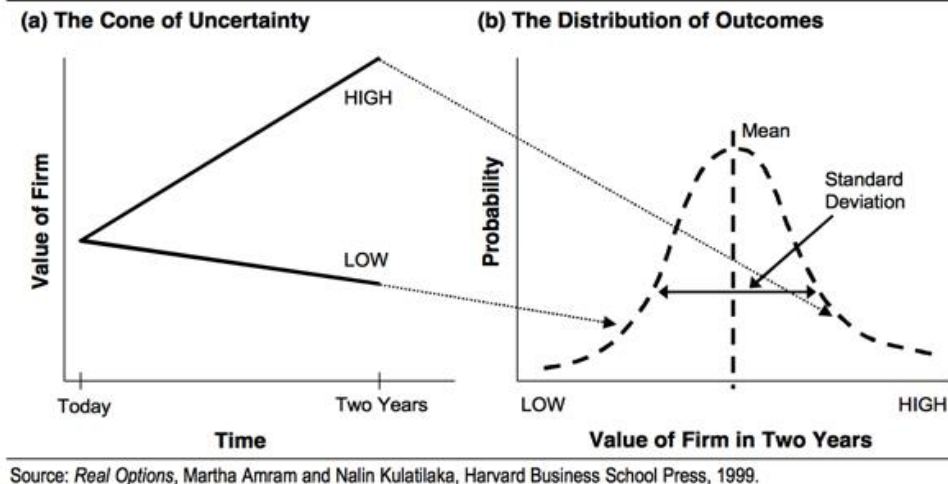 (a) The Cone of Uncertainty
Value of Firm
HIGH
LOW
Today
Two Years
Time
(b) The Distribution of Outcomes
Probability
Mean
Standard
Deviation
LOW
HIGH
Value of Firm in Two Years
Source: Real Options, Martha Amram and Nalin Kulatilaka, Harvard Business School Press, 1999.